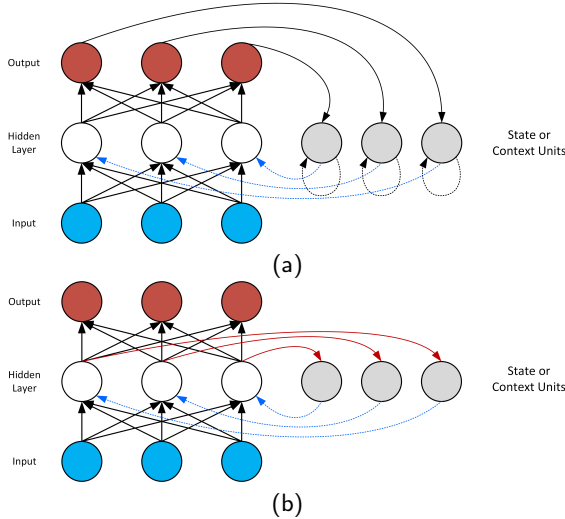 Output
Hidden
Layer
State or
Context Units
Input
(a)
Output
Hidden
Layer
State or
Context Units
Input
(b)